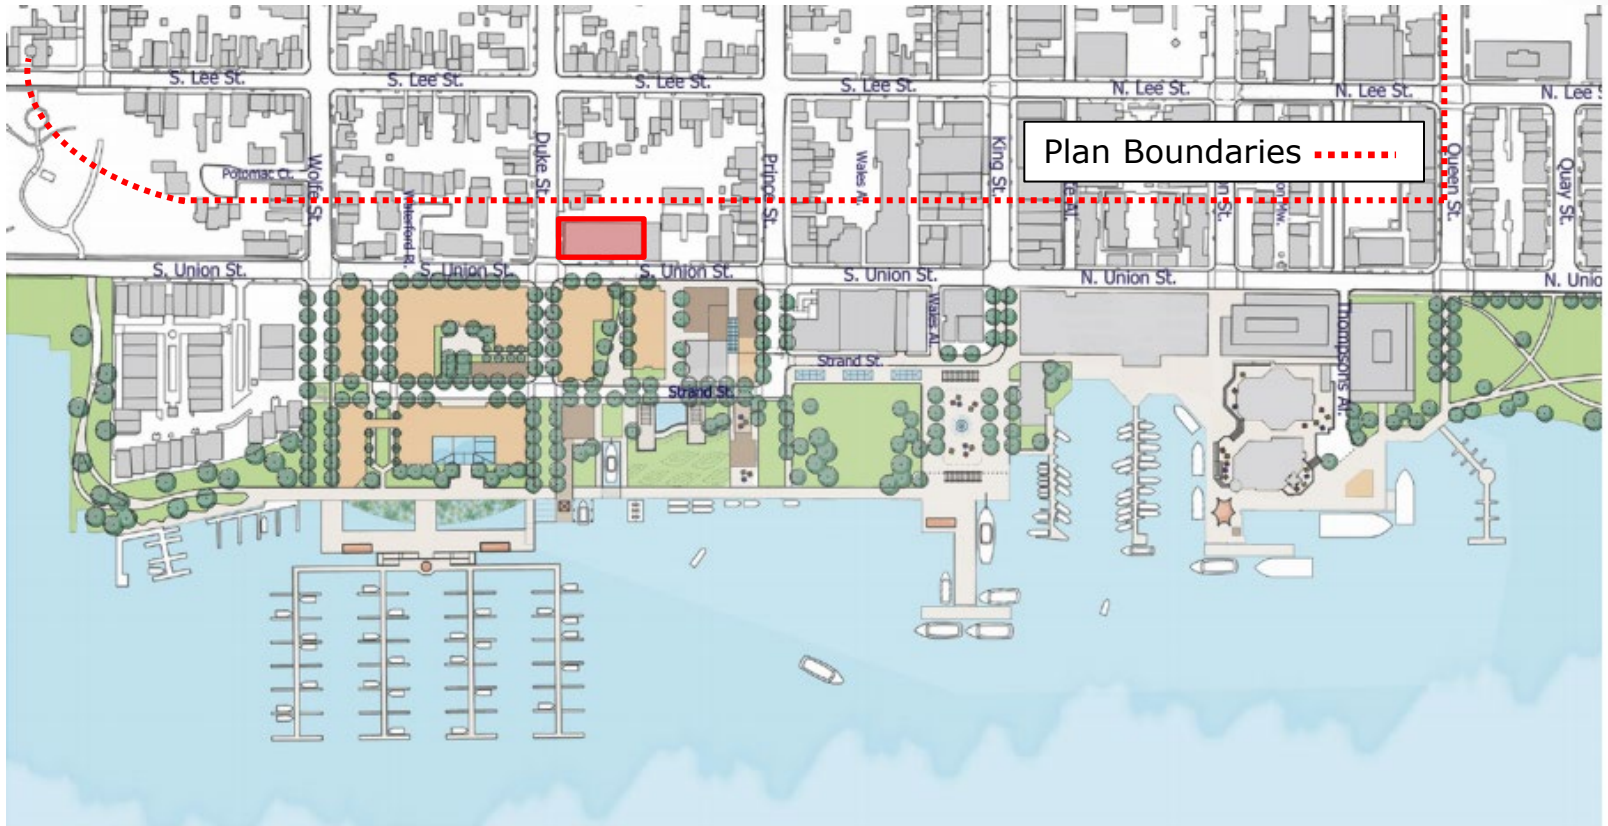 S. Lee St.
S. Lee St.
S. Lee St.
S. Lee St.
N. Lee St.
N. Lee St.
N. Lee
Plan Boundaries
Potomac Ct.
Wolfe St.
Waterford
Duke St.
Prince St.
Wales Al.
King St.
Queen St.
Quay St.
S. Union St.
S. Union St.
S. Union St.
S. Union St.
N. Union St.
N. Unio
Wales Al.
Thompsons Al.
Strand St.
Strand St.